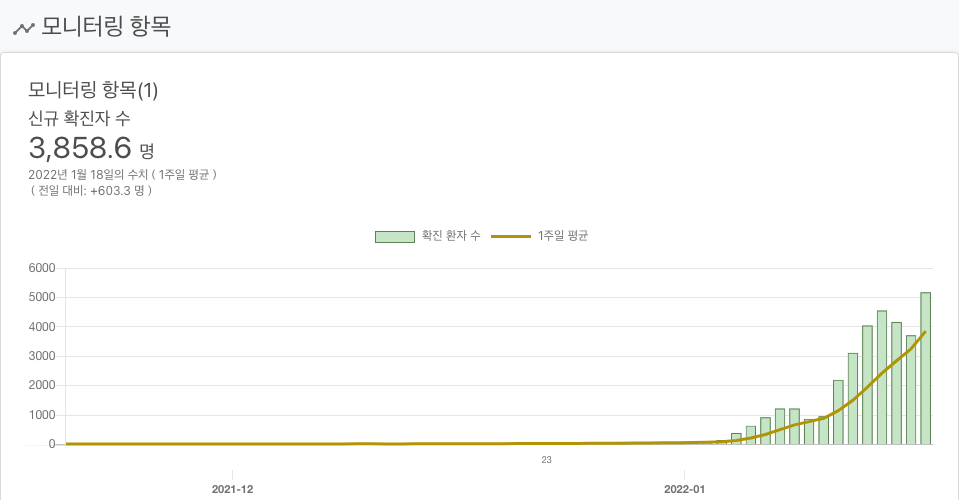 모니터링 항목
모니터링 항목(1)
신규 확진자 수
3,858.6 명
2022년 1월 18일의 수치 ( 1주일 평균 )
( 전일 대비: +603.3 명 )
확진 환자 수 1주일 평균
6000
5000
4000
3000
2000
1000
0
23
2021-12 2022-01